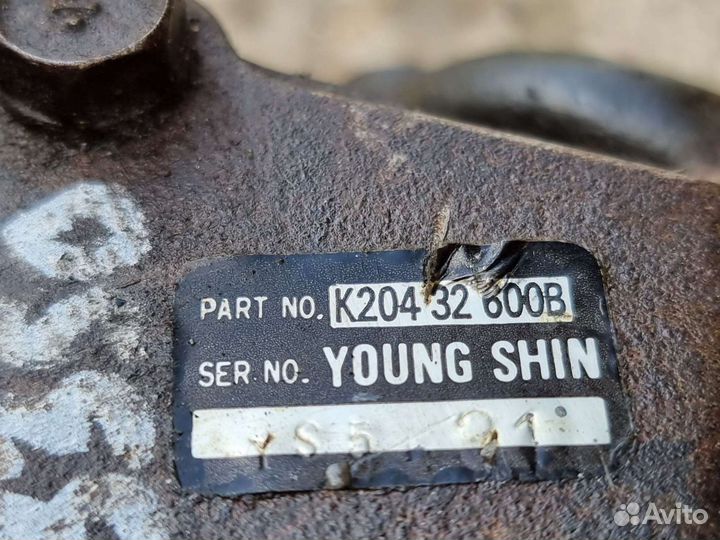 PART NO. K204 32 600B
SER. NO. YOUNG SHIN
Avito